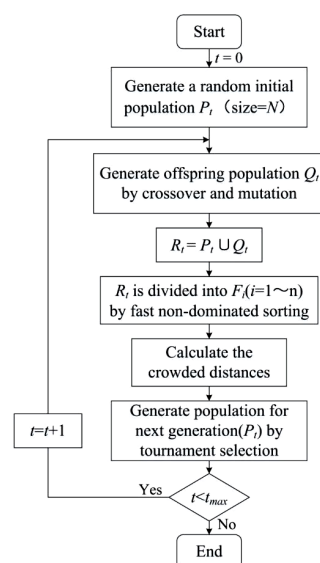 Start
t = 0
Generate a random initial
population Pt（size=N）
Generate offspring population Qt
by crossover and mutation
Rt = Pt ∪ Qt
Rt is divided into Fi(i=1～n)
by fast non-dominated sorting
Calculate the
crowded distances
Generate population for
next generation(Pt) by
tournament selection
t=t+1
Yes
t<tmax
No
End